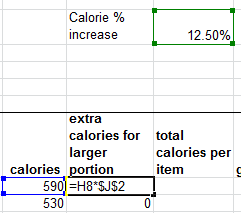 Calorie %
increase 12.50%
extra
calories for total
larger calories per
calories portion item g
590 =H8*$J$2
530 0